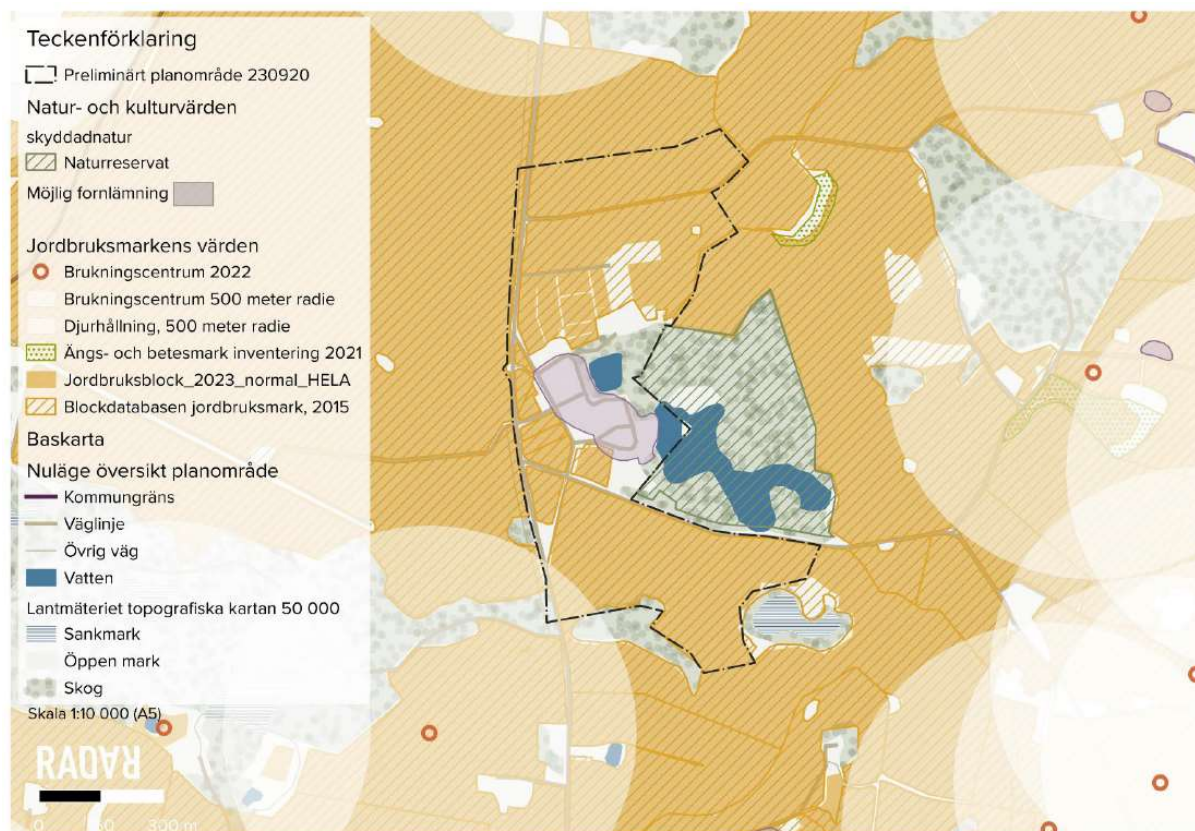 Teckenförklaring
Preliminärt planområde 230920
Natur- och kulturvärden
skyddadnatur
Naturreservat
Möjlig fornlämning
Jordbruksmarkens värden
Brukningscentrum 2022
Brukningscentrum 500 meter radie
Djurhållning, 500 meter radie
Ängs- och betesmark inventering 2021
Jordbruksblock_2023_normal_HELA
Blockdatabasen jordbruksmark, 2015
Baskarta
Nuläge översikt planområde
Kommungräns
Väglinje
Övrig väg
Vatten
Lantmäteriet topografiska kartan 50 000
Sankmark
Öppen mark
Skog
Skala 1:10 000 (A5)
RADAR
0 300 m